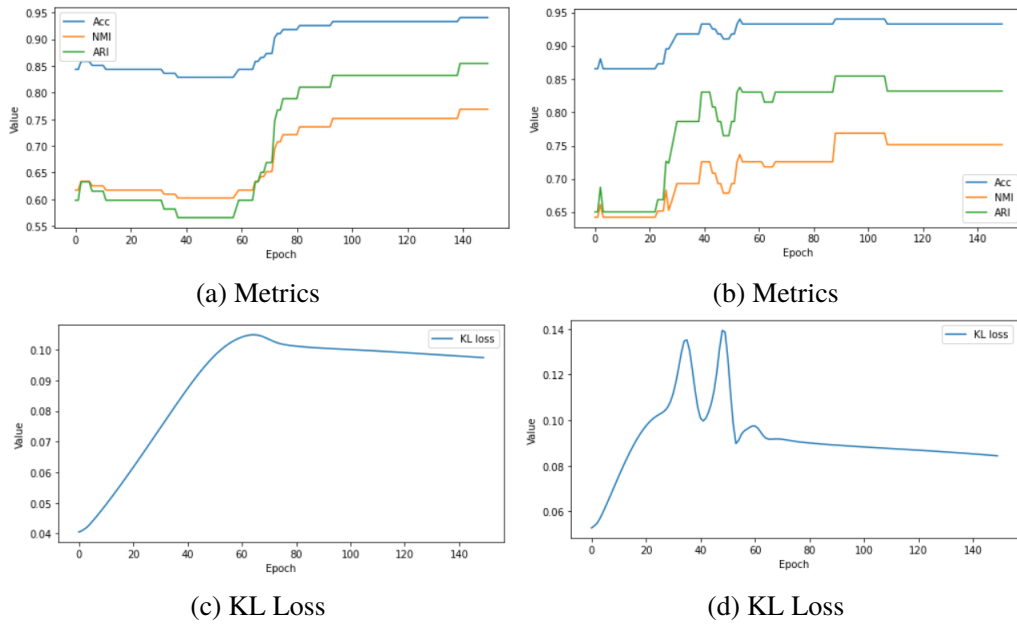 0.95
0.90
0.85
0.80
0.75
0.70
0.65
0.60
0.55
Value
Acc
NMI
ARI
0 20 40 60 80 100 120 140
Epoch
(a) Metrics
0.95
0.90
0.85
0.80
0.75
0.70
0.65
Value
Acc
NMI
ARI
0 20 40 60 80 100 120 140
Epoch
(b) Metrics
0.10
0.09
0.08
0.07
0.06
0.05
0.04
Value
KL loss
0 20 40 60 80 100 120 140
Epoch
(c) KL Loss
0.14
0.12
0.10
0.08
0.06
Value
KL loss
0 20 40 60 80 100 120 140
Epoch
(d) KL Loss